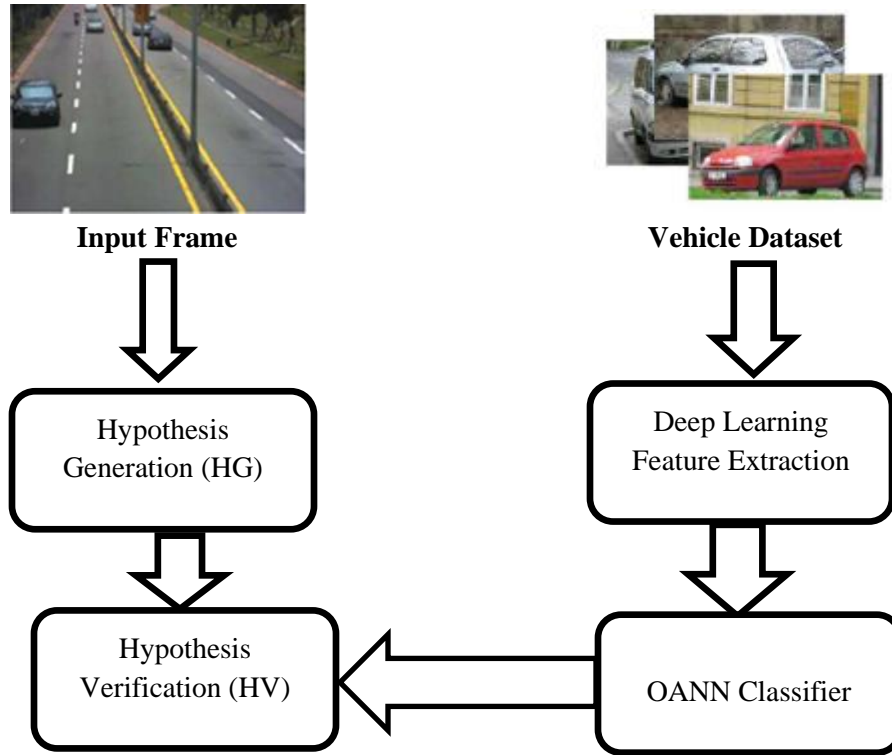 Input Frame
Vehicle Dataset
Hypothesis
Generation (HG)
Deep Learning
Feature Extraction
Hypothesis
Verification (HV)
OANN Classifier